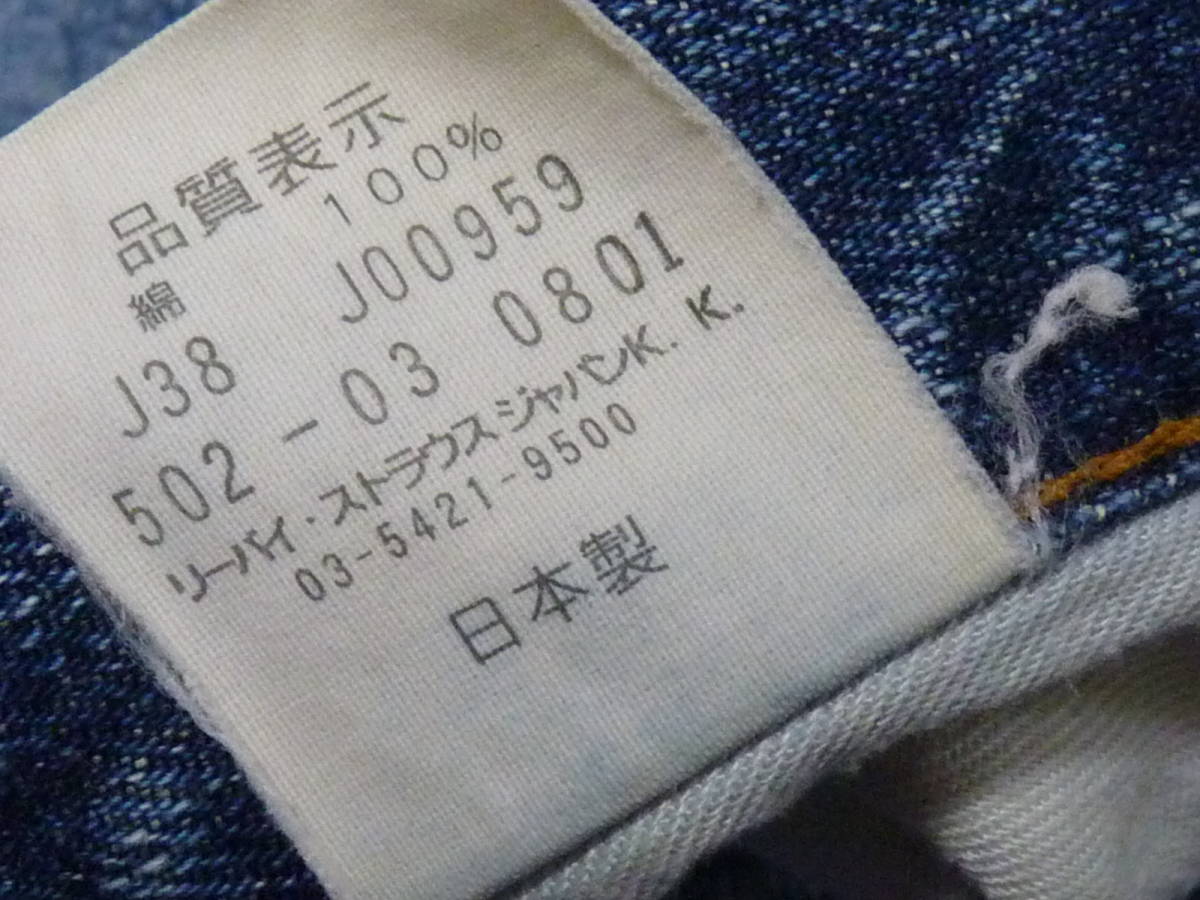 品質表示
綿 100%
J38 J00959
502-03 0801
リーバイ・ストラウスジャパンK.K.
03-5421-9500
日本製